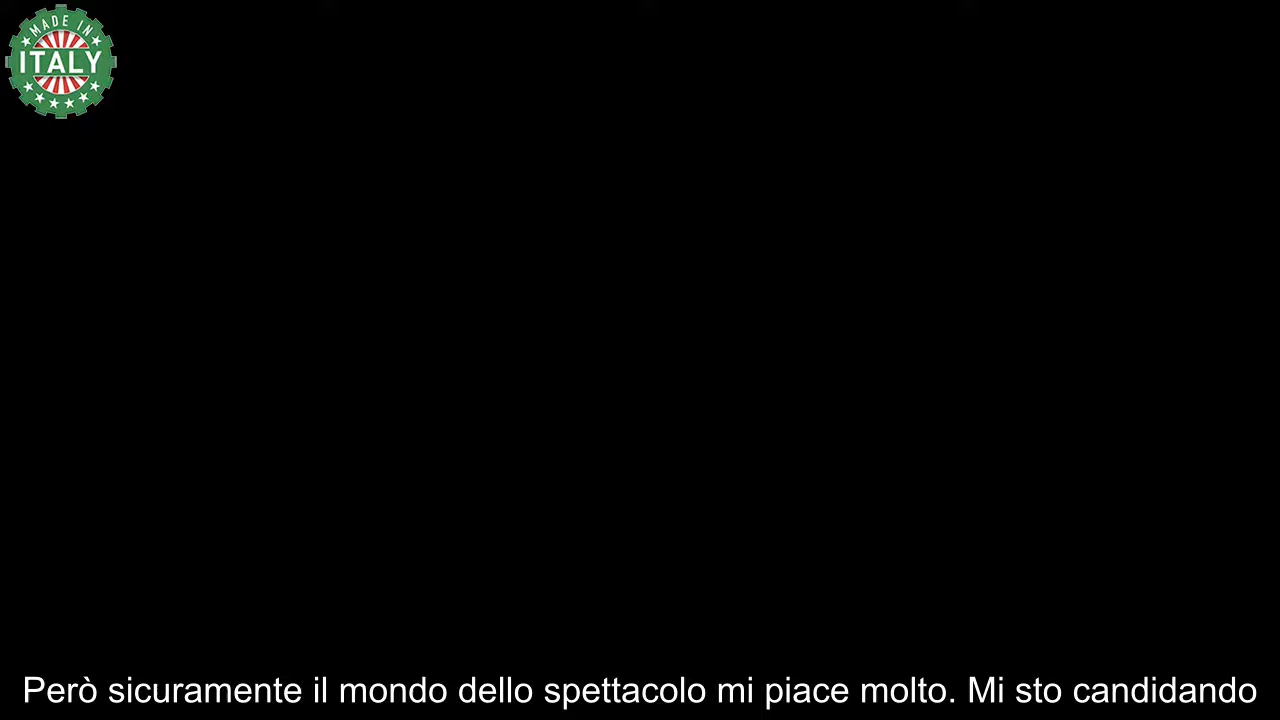 MADE IN
ITALY
Però sicuramente il mondo dello spettacolo mi piace molto. Mi sto candidando